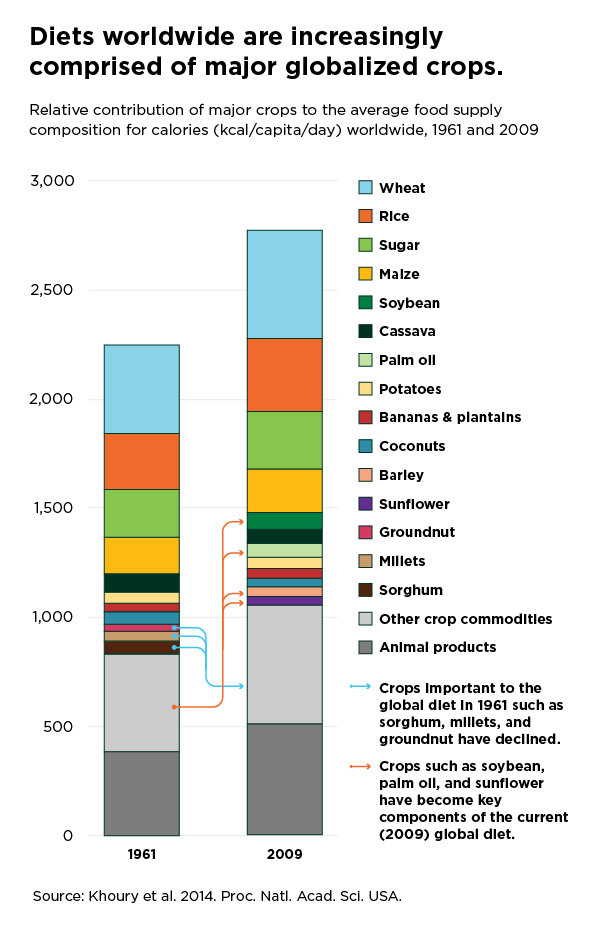 Diets worldwide are increasingly
comprised of major globalized crops.
Relative contribution of major crops to the average food supply
composition for calories (kcal/capita/day) worldwide, 1961 and 2009
3,000
2,500
2,000
1,500
1,000
500
0
1961
2009
Wheat
Rice
Sugar
Maize
Soybean
Cassava
Palm oil
Potatoes
Bananas & plantains
Coconuts
Barley
Sunflower
Groundnut
Millets
Sorghum
Other crop commodities
Animal products
Crops important to the
global diet in 1961 such as
sorghum, millets, and
groundnut have declined.
Crops such as soybean,
palm oil, and sunflower
have become key
components of the current
(2009) global diet.
Source: Khoury et al. 2014. Proc. Natl. Acad. Sci. USA.